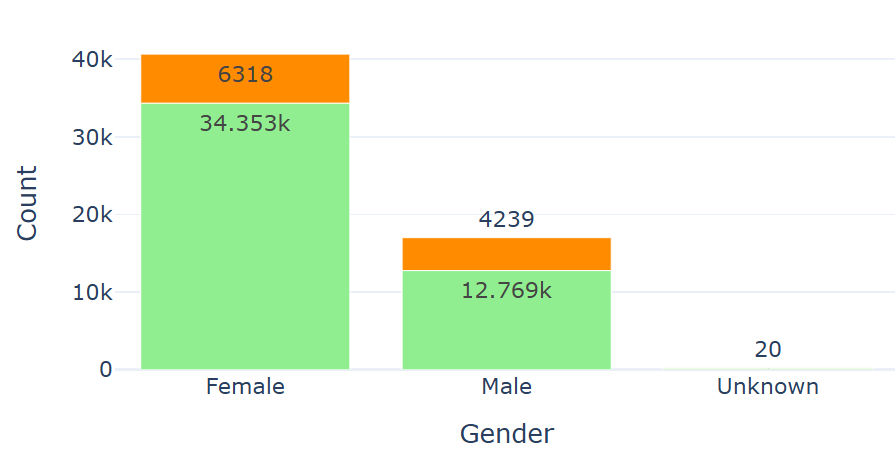 40k
30k
20k
10k
0
Count
6318
34.353k
4239
12.769k
20
Female
Male
Unknown
Gender